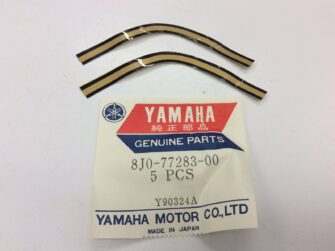 YAMAHA
純正部品
GENUINE PARTS
8J0-77283-00
5 PCS
Y90324A
YAMAHA MOTOR CO.,LTD
MADE IN JAPAN